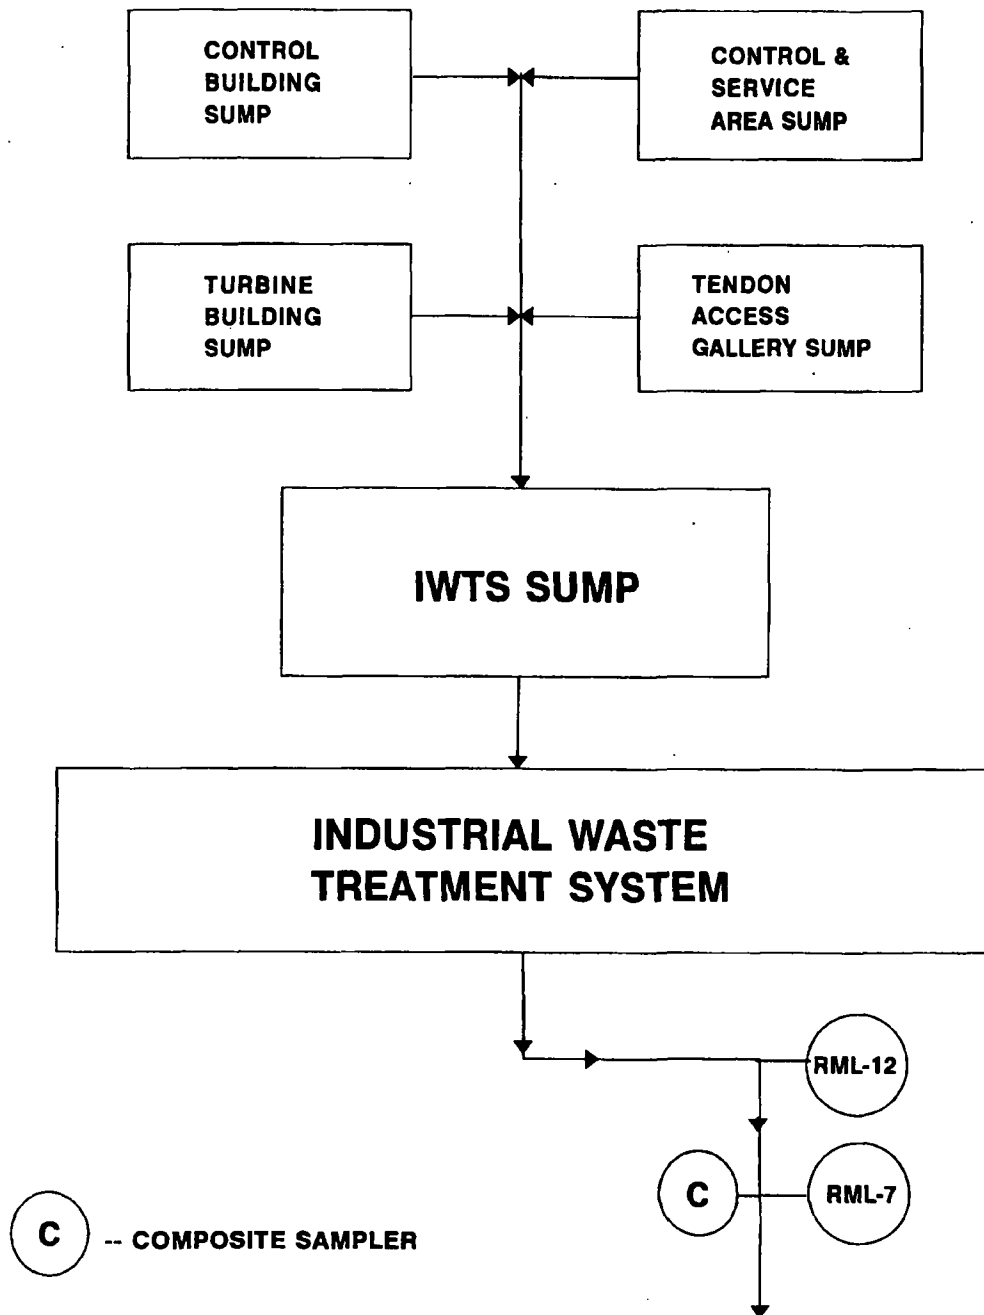 CONTROL
BUILDING
SUMP
CONTROL &
SERVICE
AREA SUMP
TURBINE
BUILDING
SUMP
TENDON
ACCESS
GALLERY SUMP
IWTS SUMP
INDUSTRIAL WASTE
TREATMENT SYSTEM
RML-12
C
RML-7
C -- COMPOSITE SAMPLER